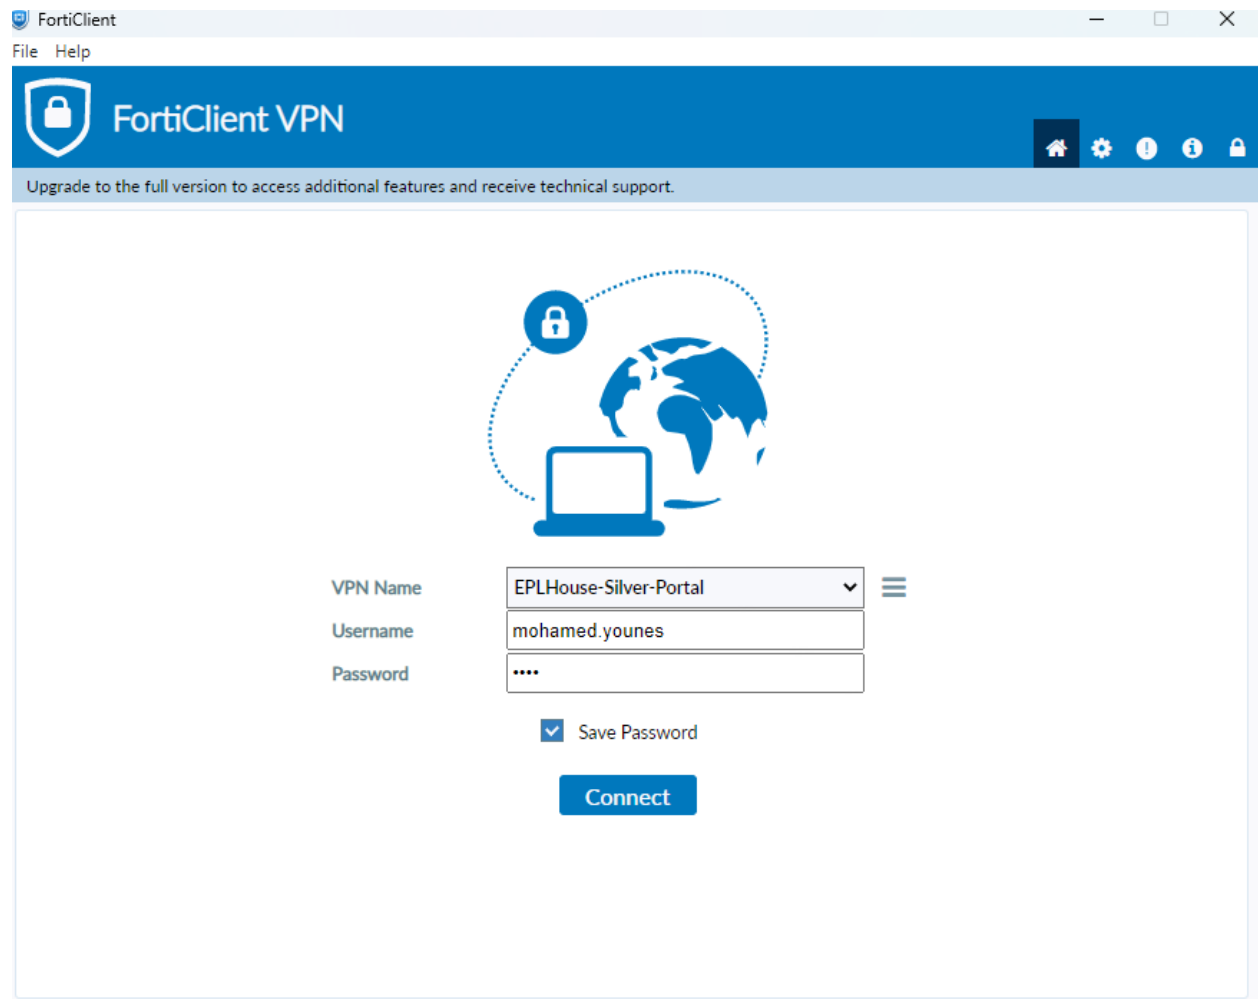 FortiClient
File Help
FortiClient VPN
Upgrade to the full version to access additional features and receive technical support.
VPN Name EPLHouse-Silver-Portal
Username mohamed.younes
Password ••••
Save Password
Connect